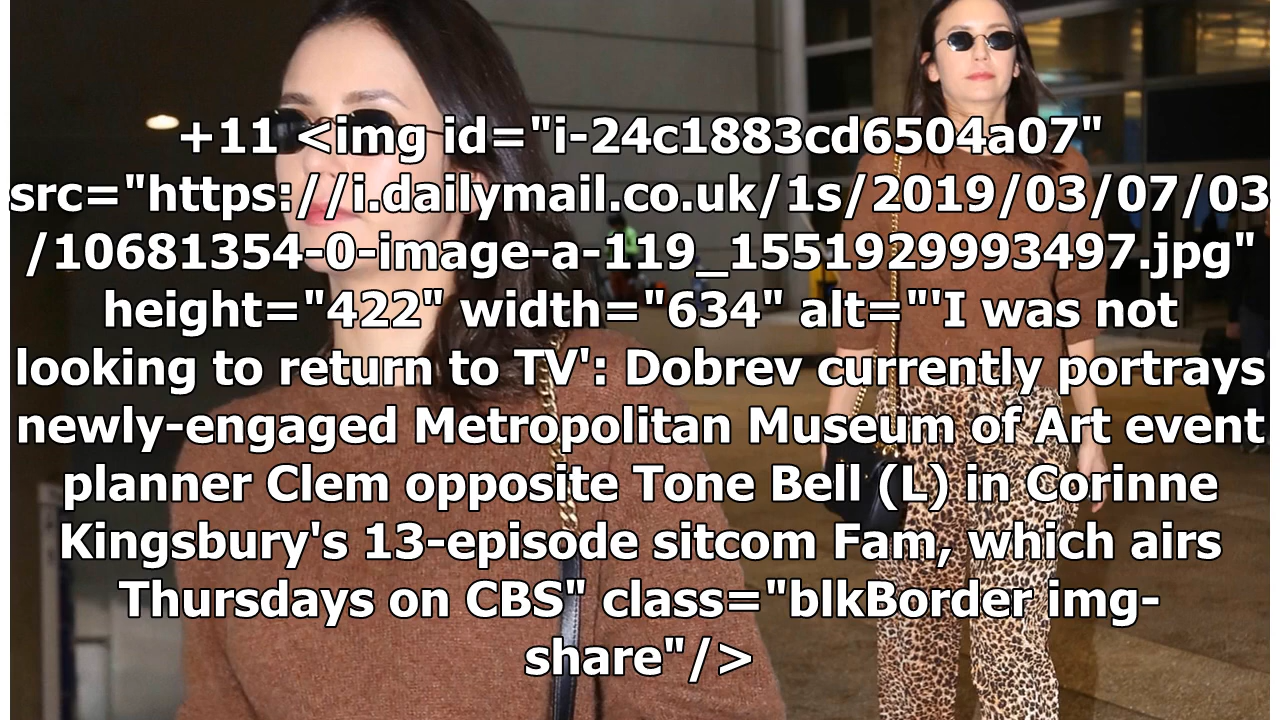 +11 <img id="i-24c1883cd6504a07"
src="https://i.dailymail.co.uk/1s/2019/03/07/03
/10681354-0-image-a-119_1551929993497.jpg"
height="422" width="634" alt="'I was not
looking to return to TV': Dobrev currently portrays
newly-engaged Metropolitan Museum of Art event
planner Clem opposite Tone Bell (L) in Corinne
Kingsbury's 13-episode sitcom Fam, which airs
Thursdays on CBS" class="blkBorder img-
share"/>